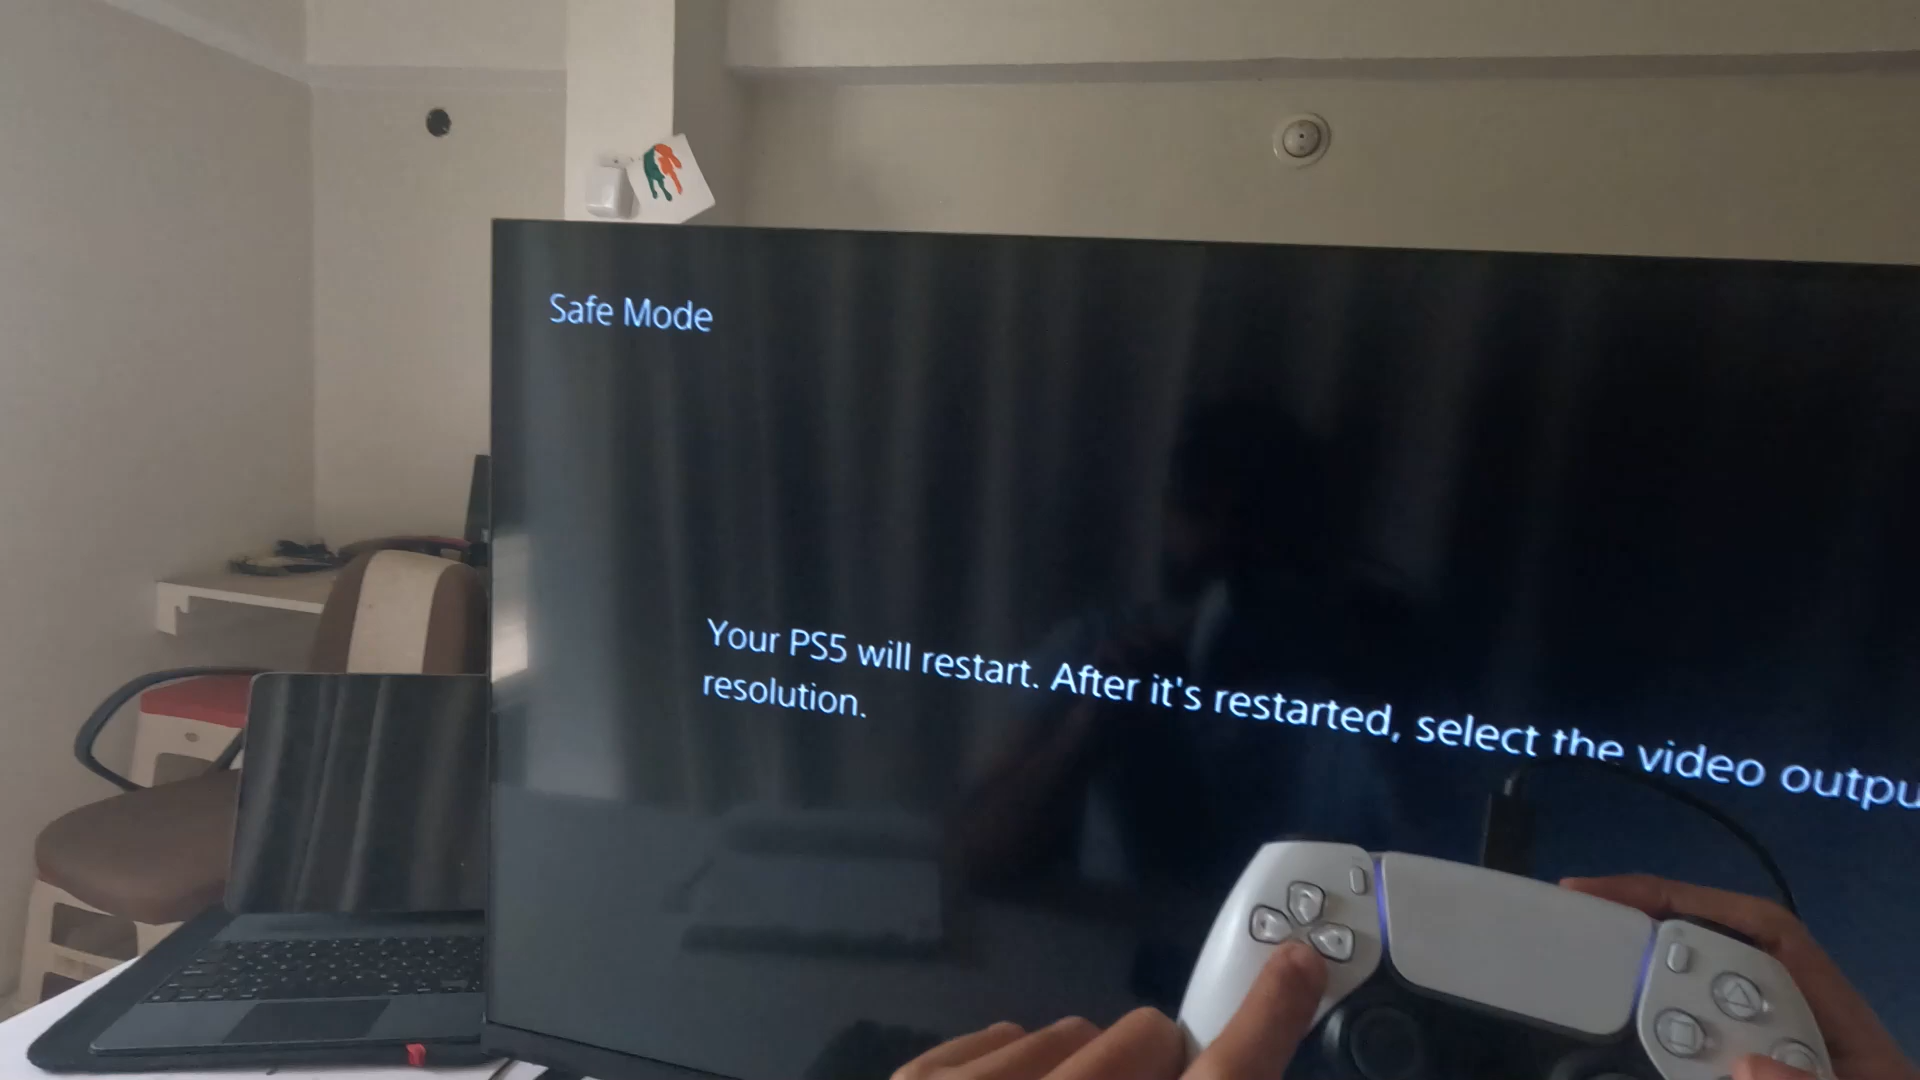 Safe Mode
Your PS5 will restart. After it's restarted, select the video
resolution.